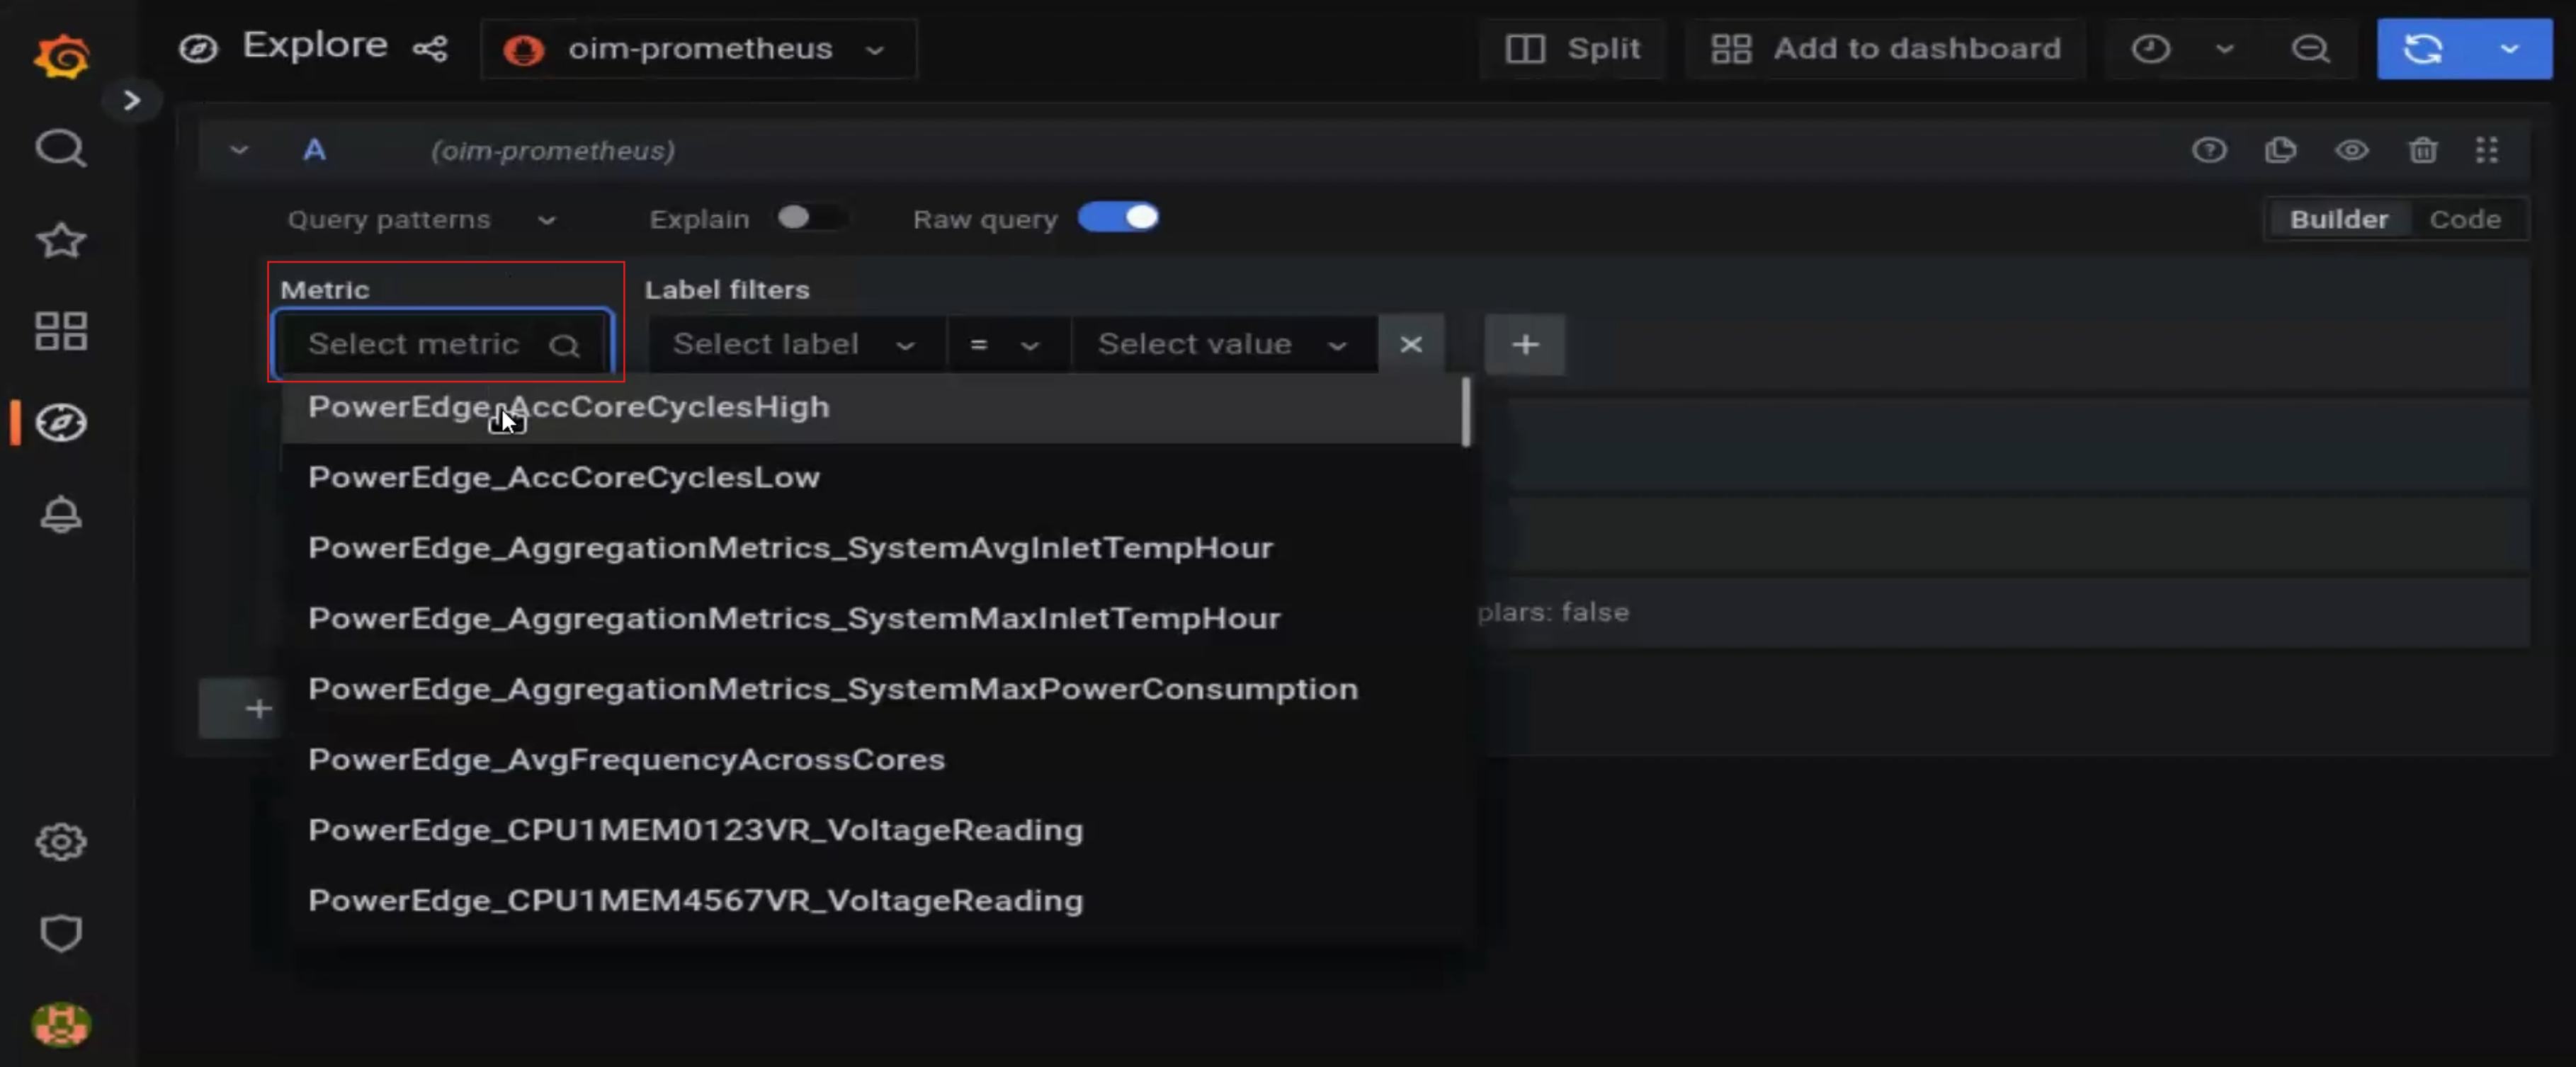 Explore oim-prometheus Split Add to dashboard
A (oim-prometheus)
Query patterns Explain Raw query Builder Code
Metric Label filters
Select metric Select label = Select value
PowerEdge_AccCoreCyclesHigh
PowerEdge_AccCoreCyclesLow
PowerEdge_AggregationMetrics_SystemAvgInletTempHour
PowerEdge_AggregationMetrics_SystemMaxInletTempHour
plars: false
PowerEdge_AggregationMetrics_SystemMaxPowerConsumption
PowerEdge_AvgFrequencyAcrossCores
PowerEdge_CPU1MEM0123VR_VoltageReading
PowerEdge_CPU1MEM4567VR_VoltageReading